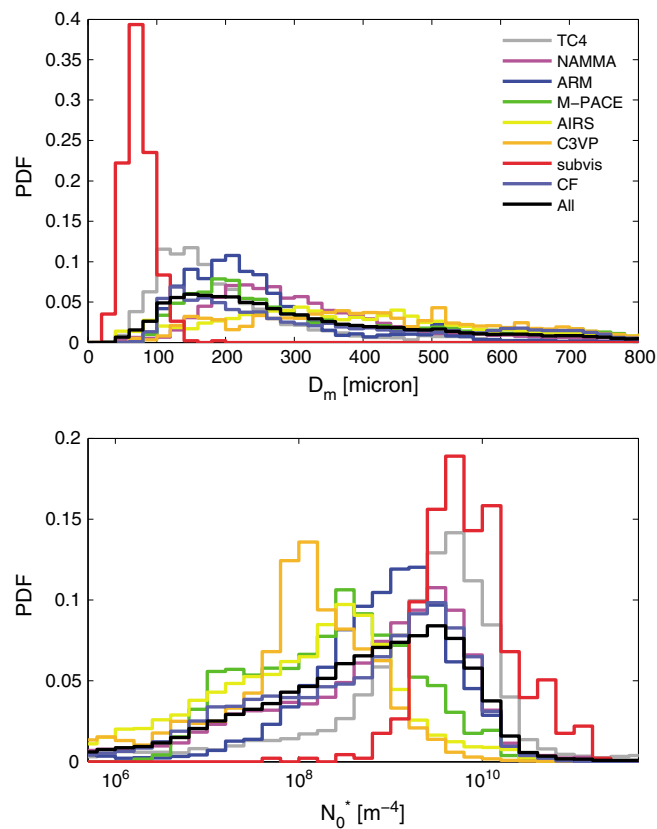 0.4
0.35
0.3
0.25
0.2
0.15
0.1
0.05
0
PDF
TC4
NAMMA
ARM
M-PACE
AIRS
C3VP
subvis
CF
All
0 100 200 300 400 500 600 700 800
D_m [micron]
0.2
0.15
0.1
0.05
0
PDF
10^6 10^8 10^10
N_0^* [m^-4]